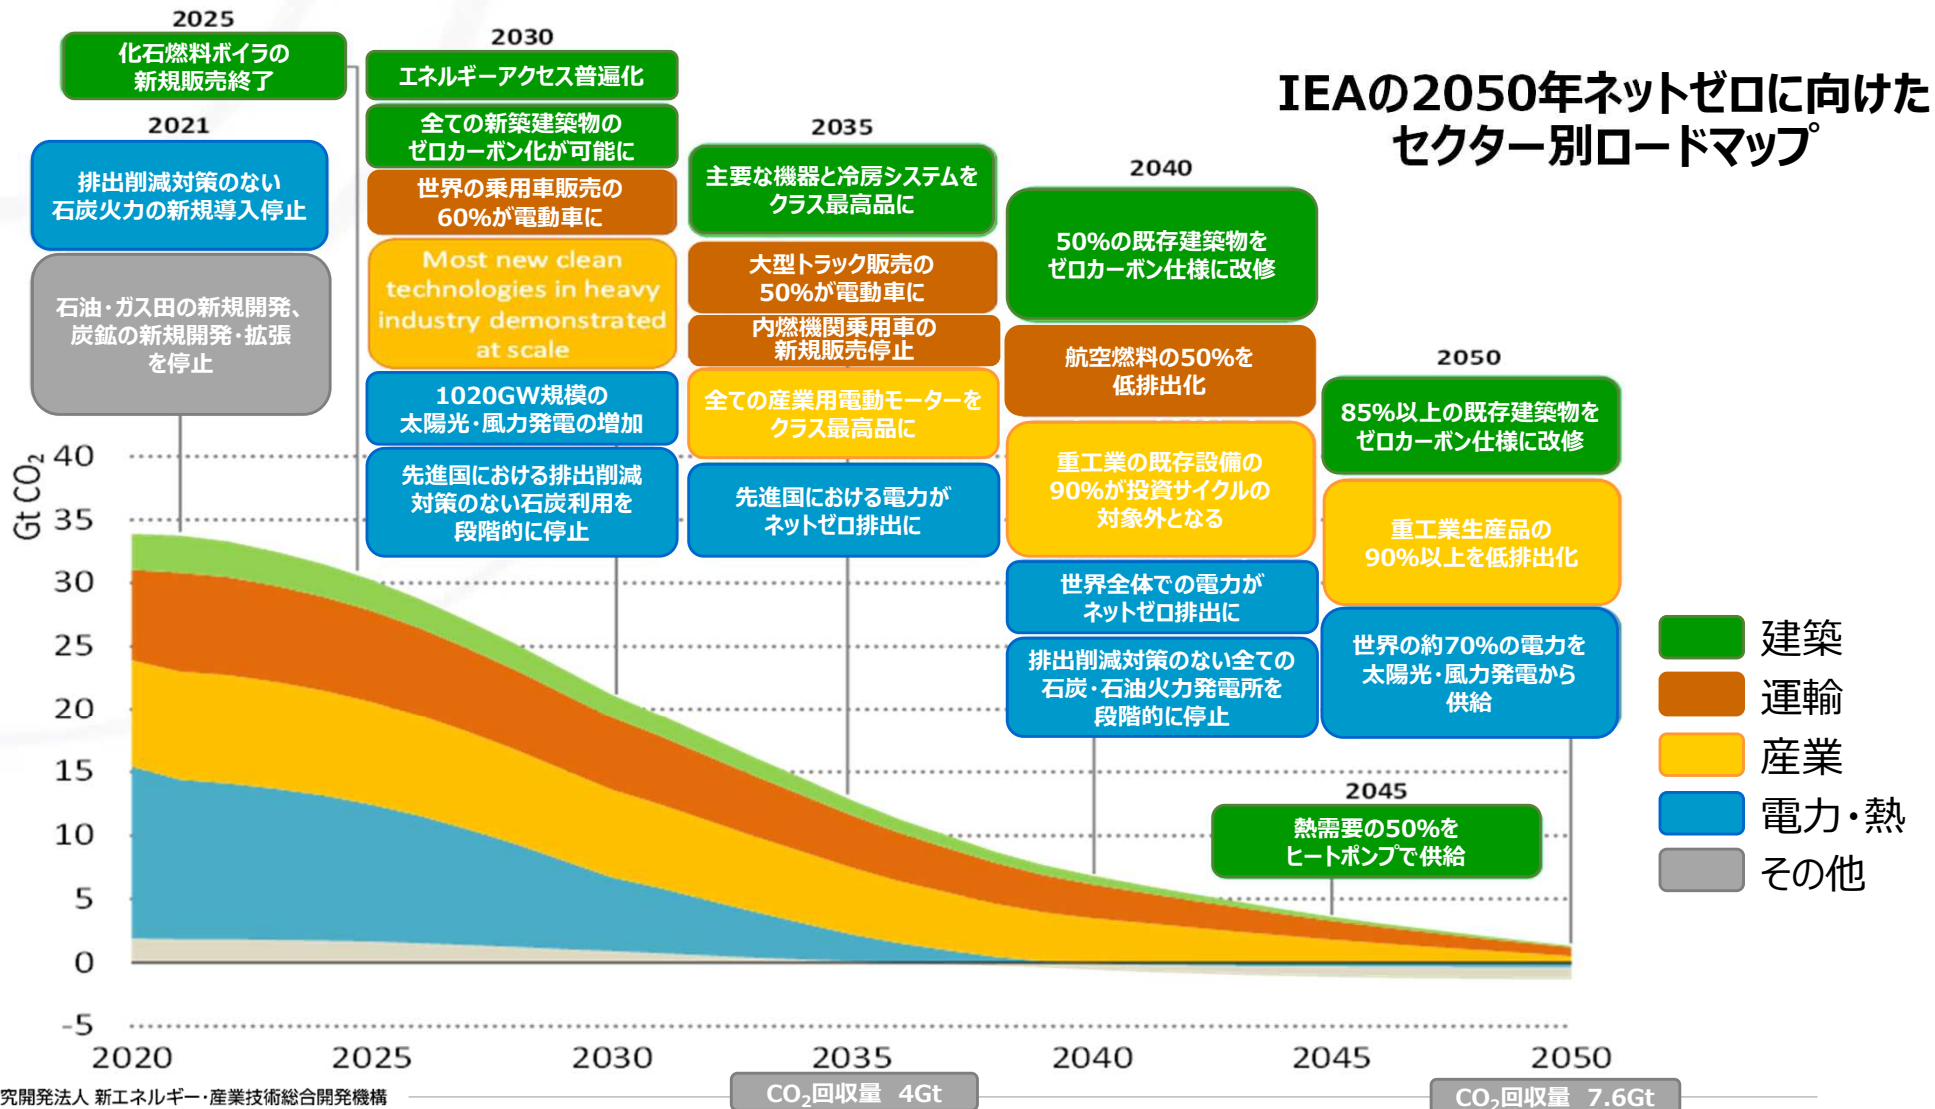 IEAの2050年ネットゼロに向けた
セクター別ロードマップ
2025
化石燃料ボイラの
新規販売終了
2021
排出削減対策のない
石炭火力の新規導入停止
石油・ガス田の新規開発、
炭鉱の新規開発・拡張
を停止
2030
エネルギーアクセス普遍化
全ての新築建築物の
ゼロカーボン化が可能に
世界の乗用車販売の
60%が電動車に
Most new clean
technologies in heavy
industry demonstrated
at scale
1020GW規模の
太陽光・風力発電の増加
先進国における排出削減
対策のない石炭利用を
段階的に停止
2035
主要な機器と冷房システムを
クラス最高品に
大型トラック販売の
50%が電動車に
内燃機関乗用車の
新規販売停止
全ての産業用電動モーターを
クラス最高品に
先進国における電力が
ネットゼロ排出に
2040
50%の既存建築物を
ゼロカーボン仕様に改修
航空燃料の50%を
低排出化
重工業の既存設備の
90%が投資サイクルの
対象外となる
世界全体での電力が
ネットゼロ排出に
排出削減対策のない全ての
石炭・石油火力発電所を
段階的に停止
2045
熱需要の50%を
ヒートポンプで供給
2050
85%以上の既存建築物を
ゼロカーボン仕様に改修
重工業生産品の
90%以上を低排出化
世界の約70%の電力を
太陽光・風力発電から
供給
建築
運輸
産業
電力・熱
その他
Gt CO₂
40
35
30
25
20
15
10
5
0
-5
2020
2025
2030
2035
2040
2045
2050
CO₂回収量 4Gt
CO₂回収量 7.6Gt
究開発法人 新エネルギー・産業技術総合開発機構